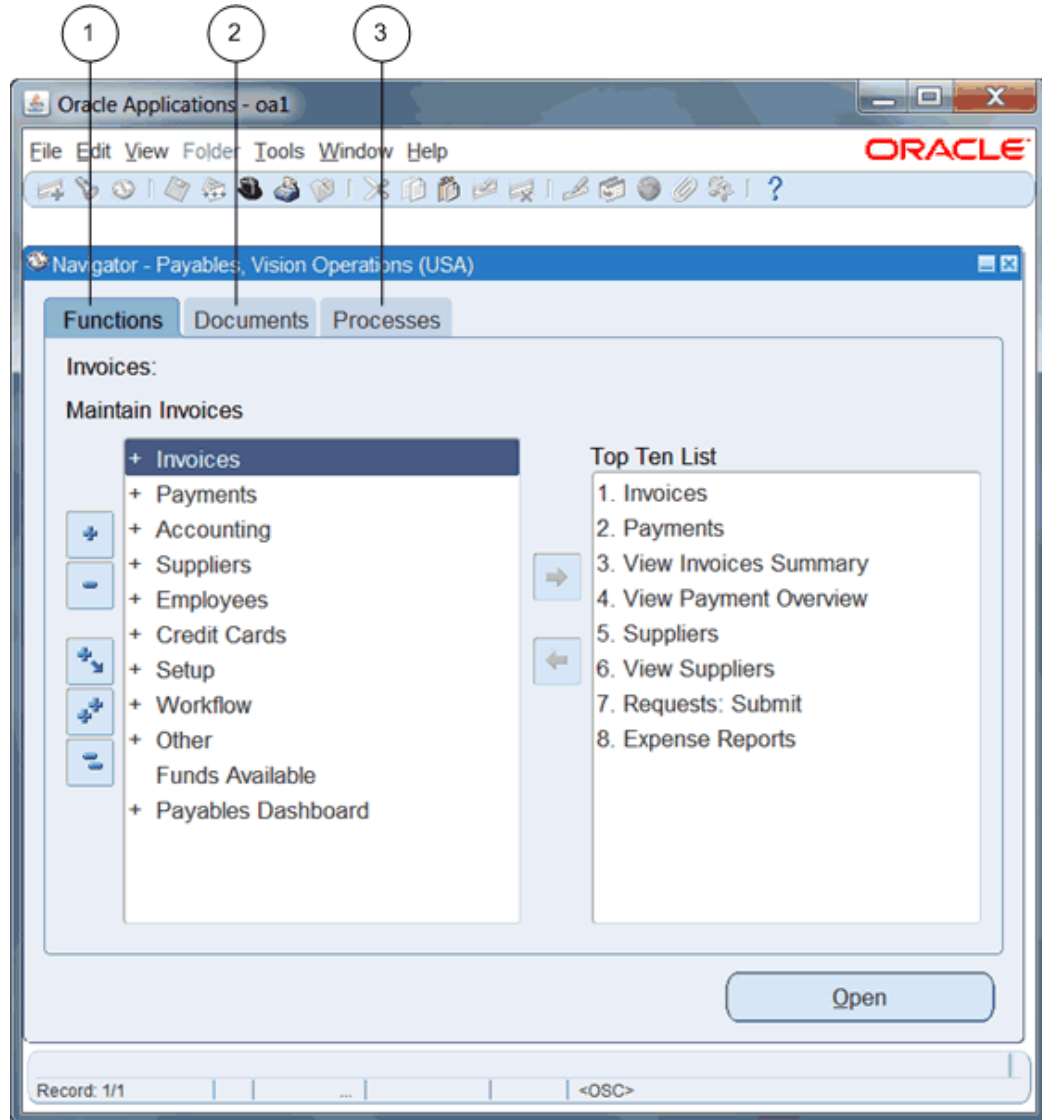 1 2 3
Oracle Applications - oa1
File Edit View Folder Tools Window Help
ORACLE
?
Navigator - Payables, Vision Operations (USA)
Functions Documents Processes
Invoices:
Maintain Invoices
+ Invoices
+ Payments
+ Accounting
+ Suppliers
+ Employees
+ Credit Cards
+ Setup
+ Workflow
+ Other
Funds Available
+ Payables Dashboard
Top Ten List
1. Invoices
2. Payments
3. View Invoices Summary
4. View Payment Overview
5. Suppliers
6. View Suppliers
7. Requests: Submit
8. Expense Reports
Open
Record: 1/1 ... <OSC>